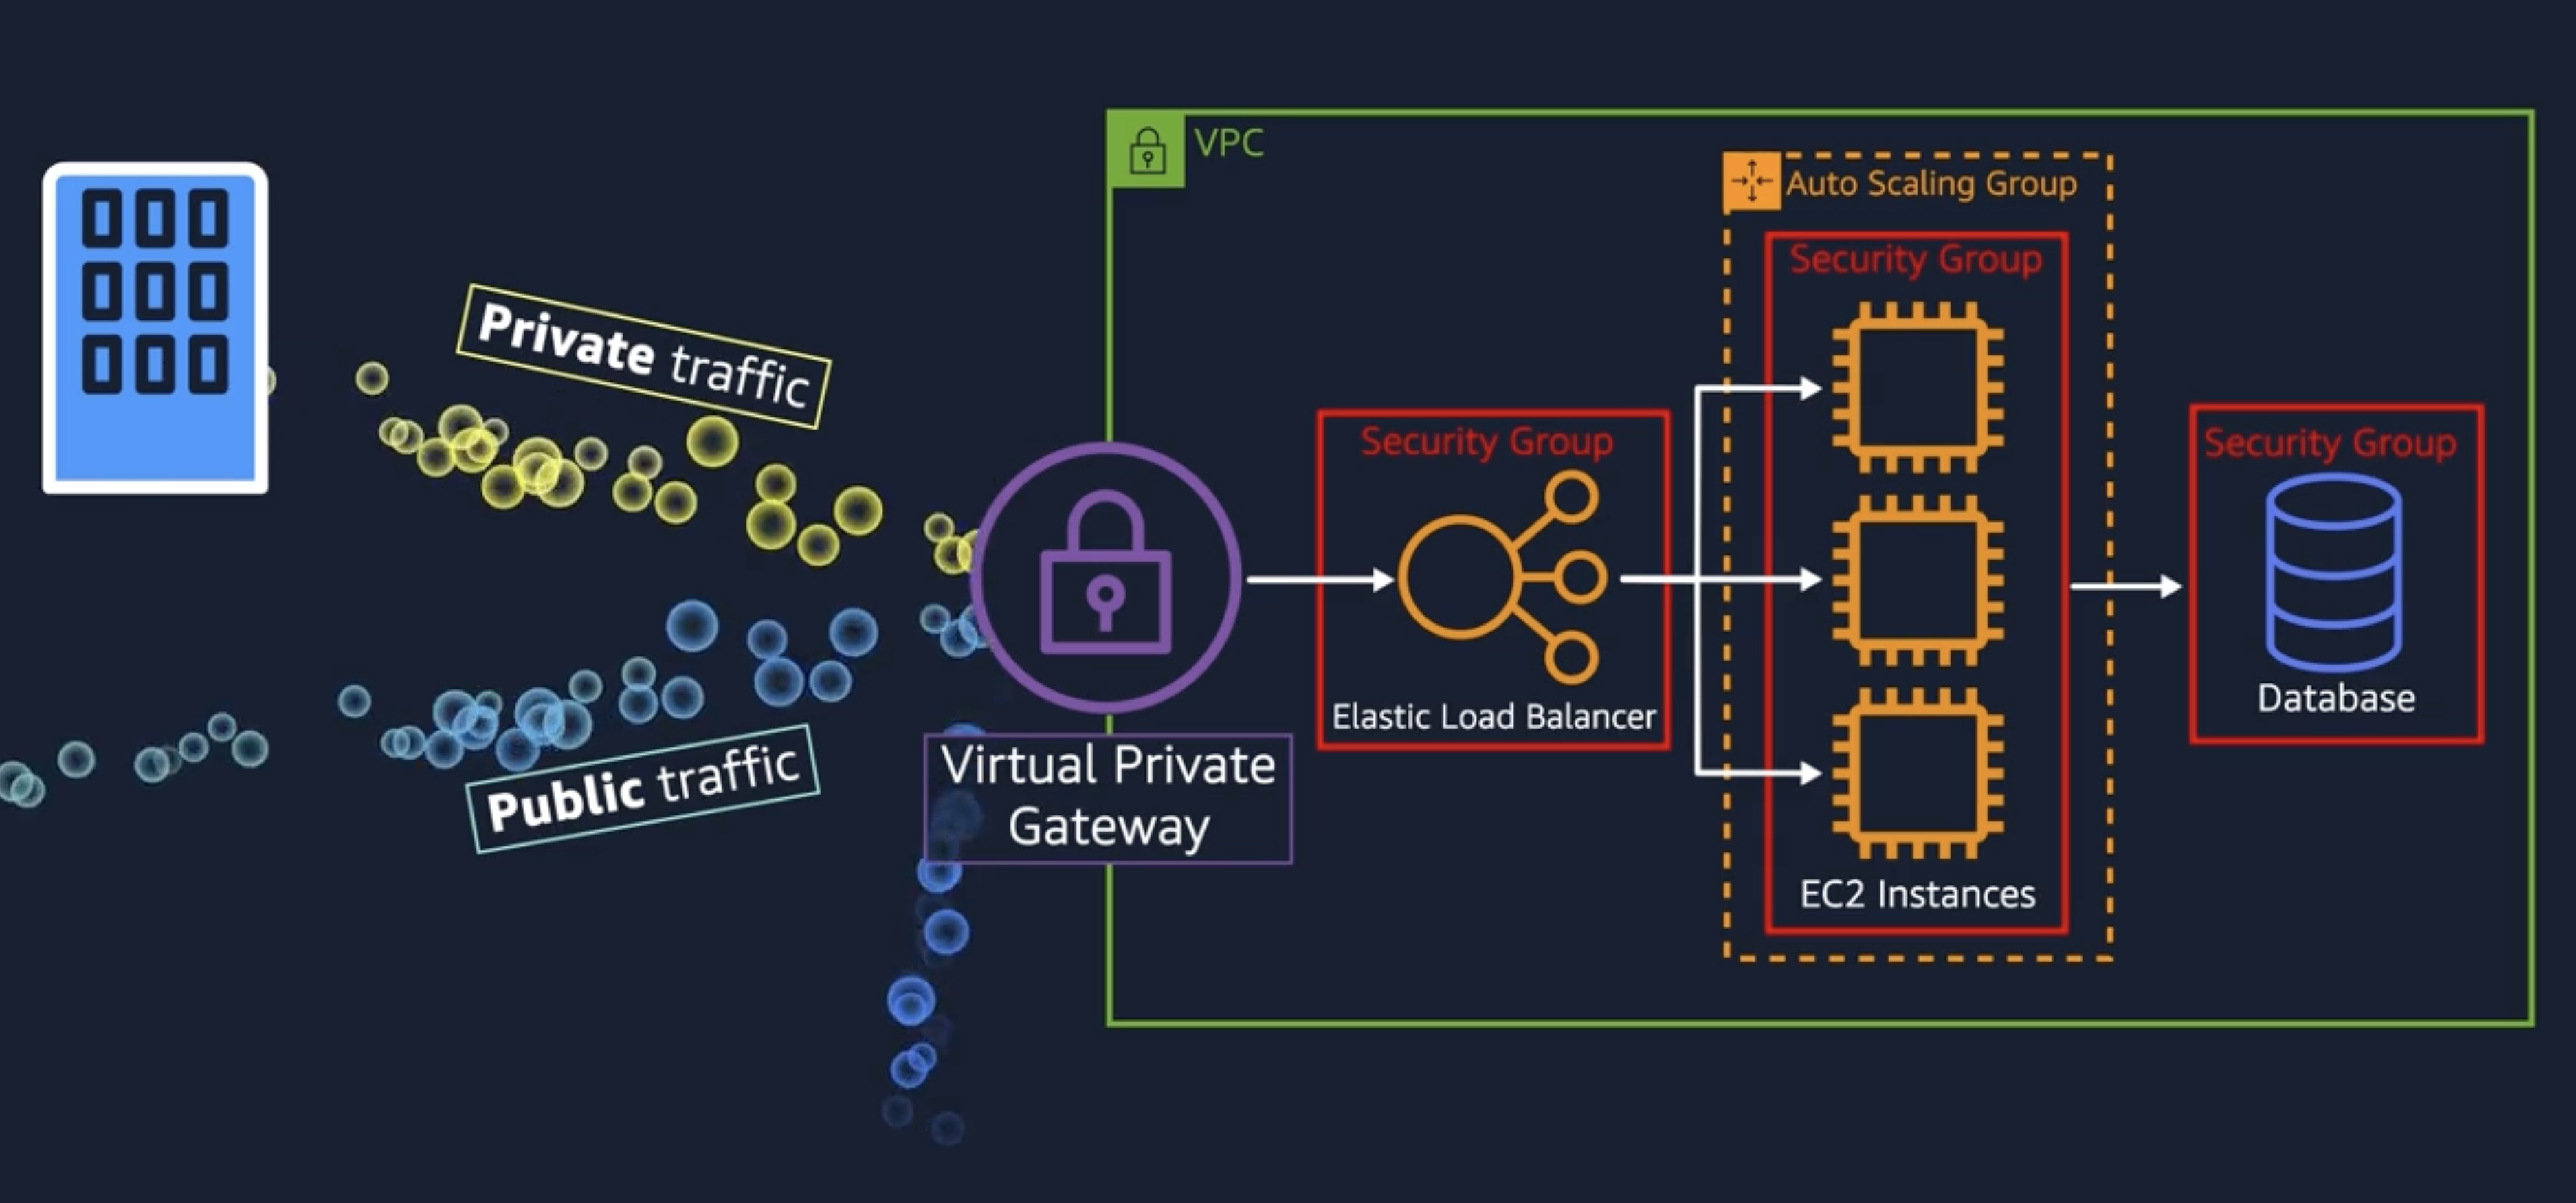 VPC
Auto Scaling Group
Security Group
Private traffic
Security Group
Security Group
Elastic Load Balancer
Database
Public traffic
Virtual Private
Gateway
EC2 Instances